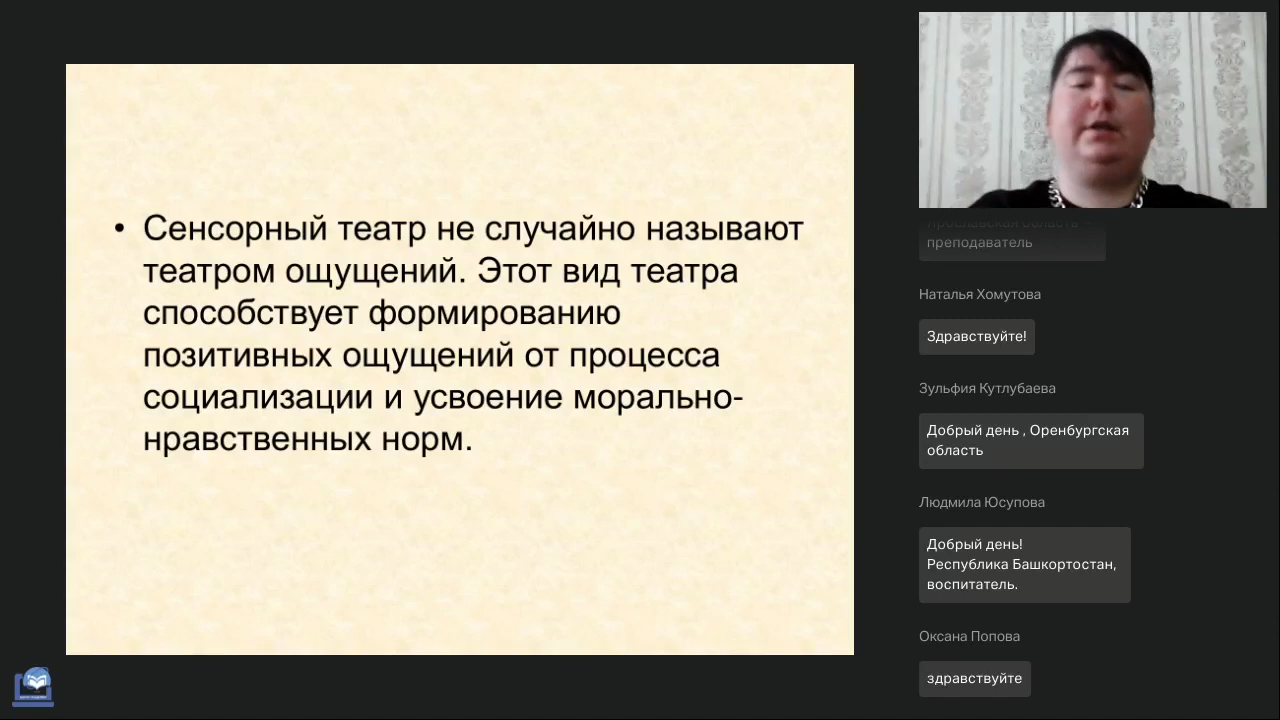 • Сенсорный театр не случайно называют
театром ощущений. Этот вид театра
способствует формированию
позитивных ощущений от процесса
социализации и усвоение морально-
нравственных норм.
преподаватель
Наталья Хомутова
Здравствуйте!
Зульфия Кутлубаева
Добрый день , Оренбургская
область
Людмила Юсупова
Добрый день!
Республика Башкортостан,
воспитатель.
Оксана Попова
здравствуйте